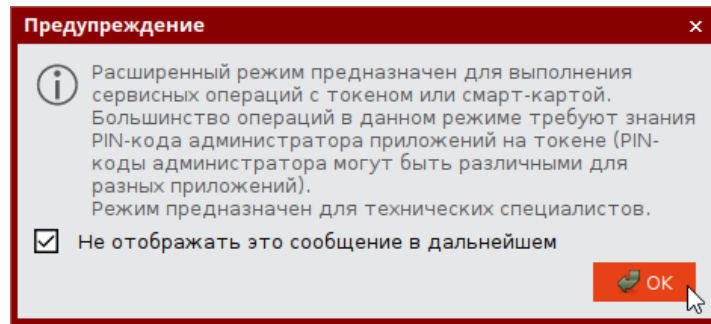 Предупреждение
Расширенный режим предназначен для выполнения
сервисных операций с токеном или смарт-картой.
Большинство операций в данном режиме требуют знания
PIN-кода администратора приложений на токене (PIN-
коды администратора могут быть различными для
разных приложений).
Режим предназначен для технических специалистов.
Не отображать это сообщение в дальнейшем
ОК